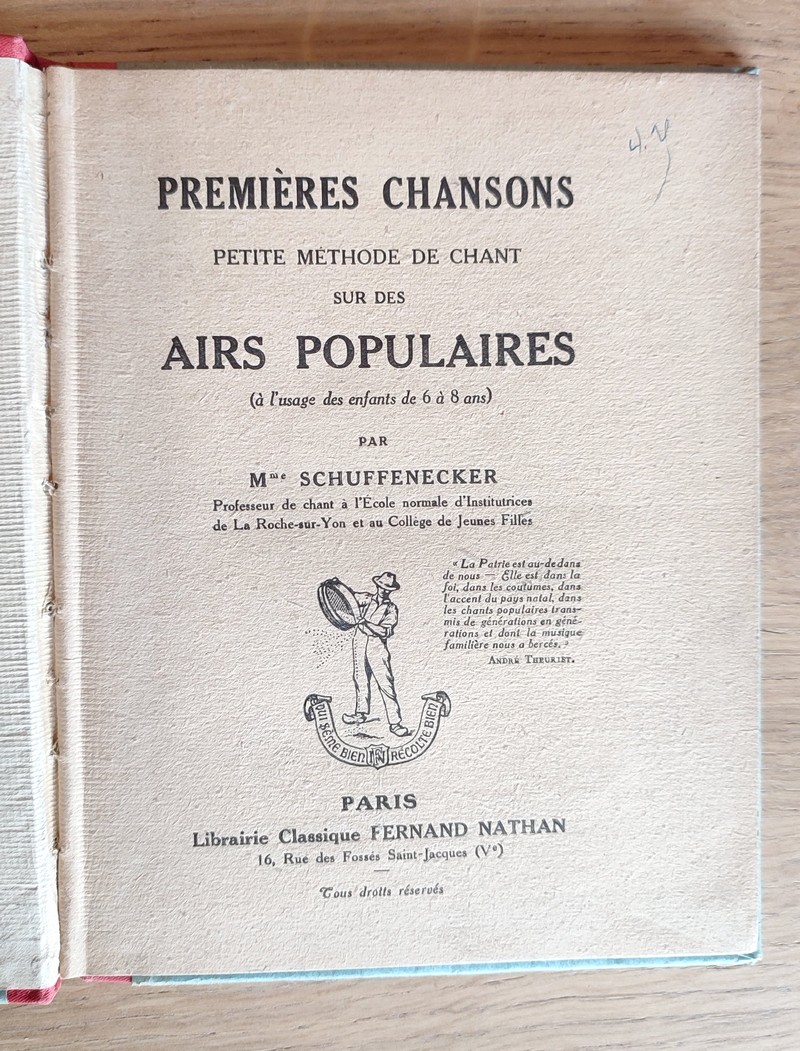 PREMIÈRES CHANSONS
PETITE MÉTHODE DE CHANT
SUR DES
AIRS POPULAIRES
(à l'usage des enfants de 6 à 8 ans)
PAR
Mme SCHUFFENECKER
Professeur de chant à l'École normale d'Institutrices
de La Roche-sur-Yon et au Collège de Jeunes Filles
« La Patrie est au-dedans
de nous — Elle est dans la
foi, dans les coutumes, dans
l'accent du pays natal, dans
les chants populaires trans-
mis de générations en géné-
rations et dont la musique
familière nous a bercés. »
ANDRÉ THEURIET.
QUI SÈME BIEN FN RÉCOLTE BIEN
PARIS
Librairie Classique FERNAND NATHAN
16, Rue des Fossés Saint-Jacques (Ve)
Tous droits réservés